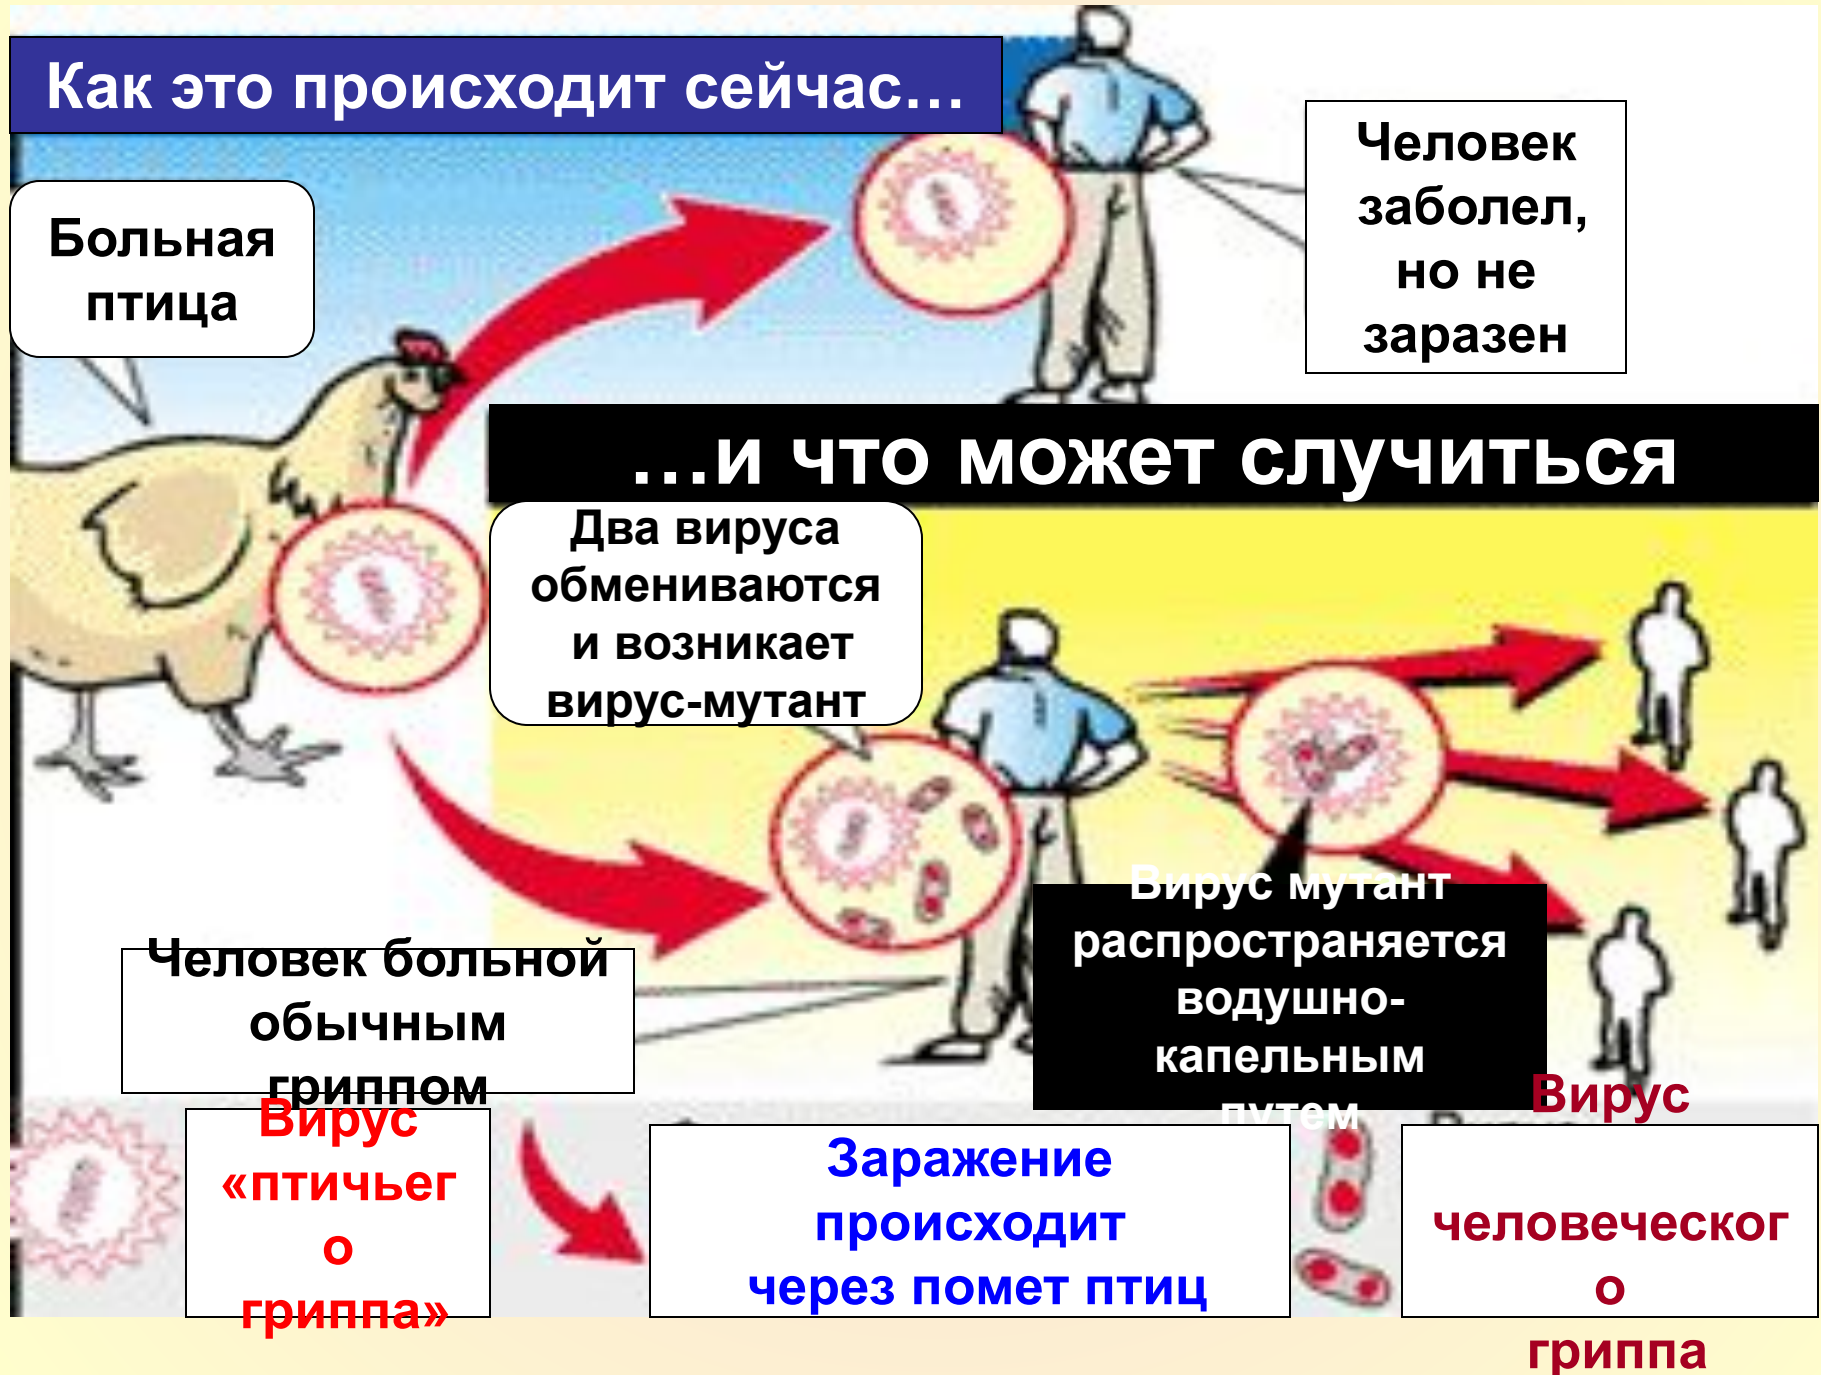 Как это происходит сейчас…
Больная
птица
Человек
заболел,
но не
заразен
…и что может случиться
Два вируса
обмениваются
и возникает
вирус-мутант
Вирус мутант
распространяется
водушно-
капельным
путем
Человек больной
обычным
гриппом
Вирус
«птичьег
о
гриппа»
Заражение
происходит
через помет птиц
Вирус
человеческог
о
гриппа